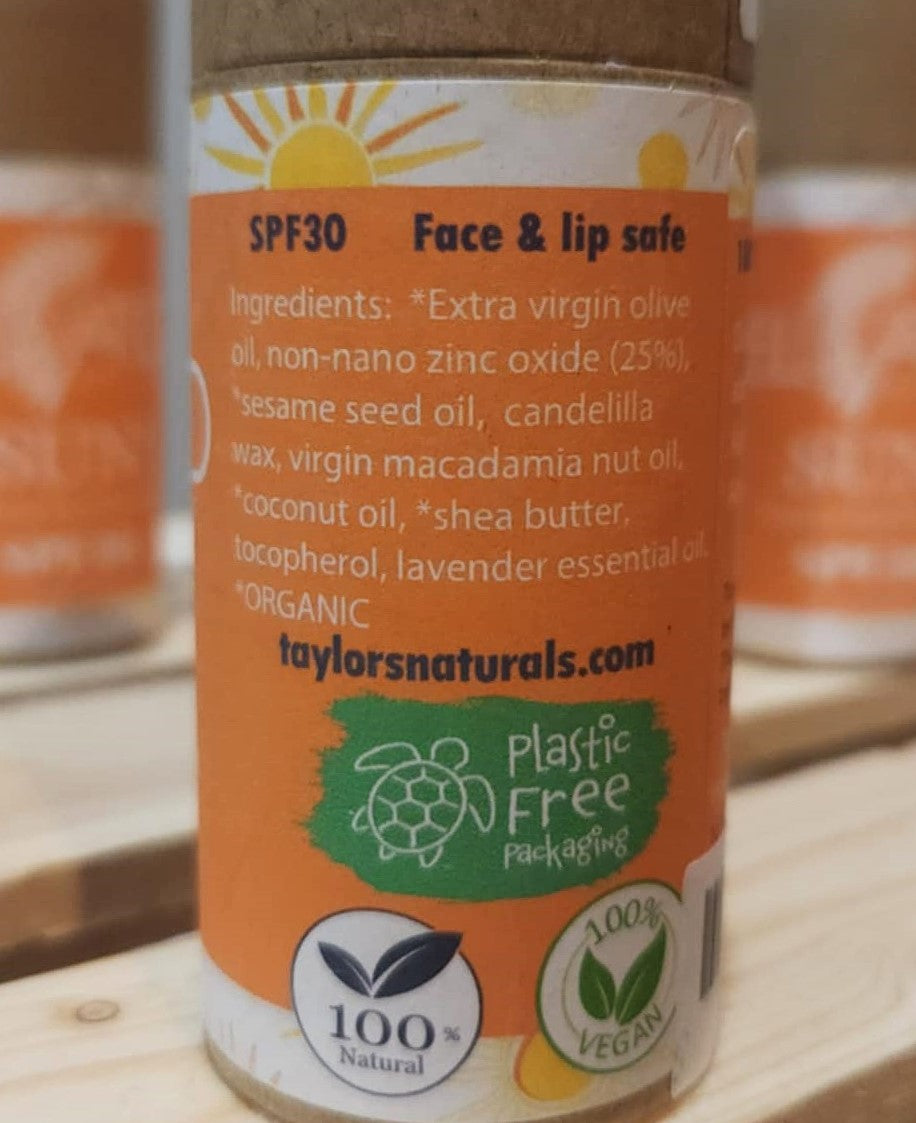 SPF30 Face & lip safe
Ingredients: *Extra virgin olive
oil, non-nano zinc oxide (25%),
*sesame seed oil, candelilla
wax, virgin macadamia nut oil,
*coconut oil, *shea butter,
tocopherol, lavender essential oil.
*ORGANIC
taylorsnaturals.com
Plastic
Free
Packaging
100%
Natural
100%
VEGAN